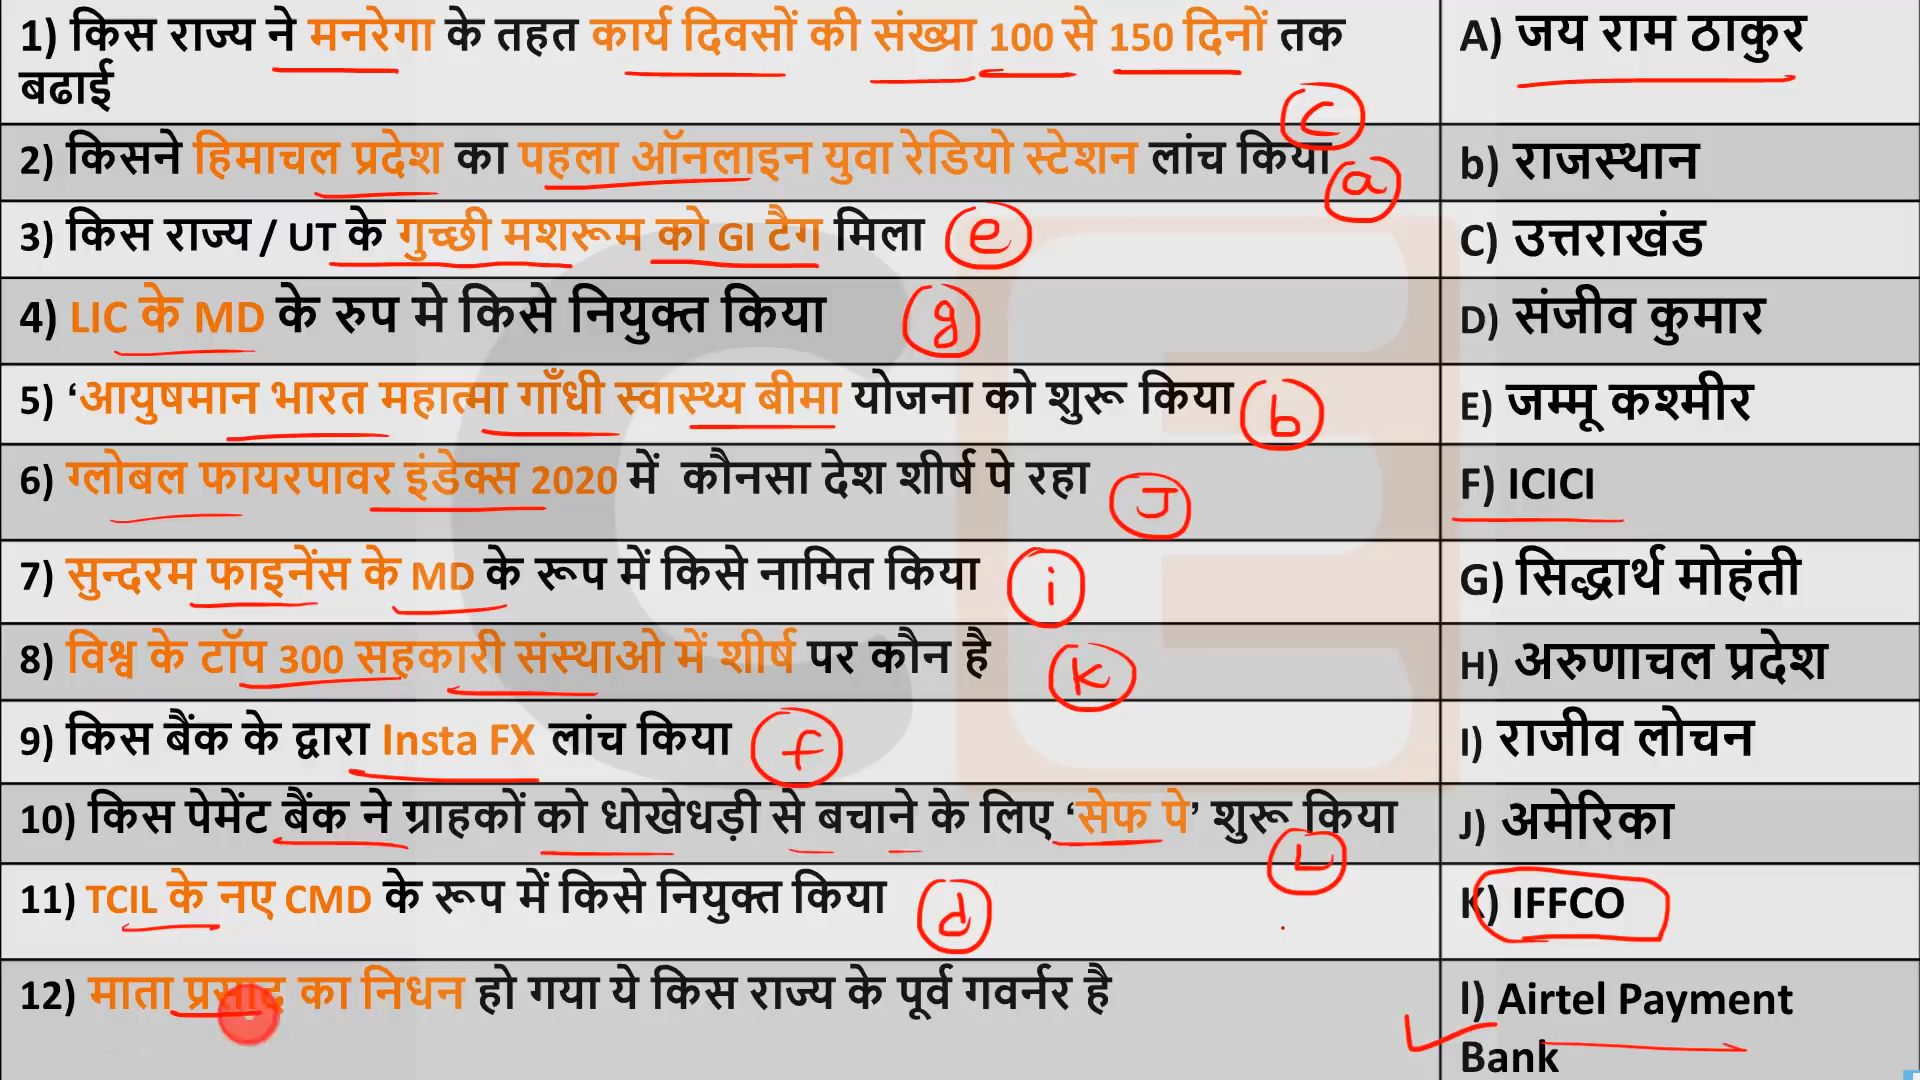 1) किस राज्य ने मनरेगा के तहत कार्य दिवसों की संख्या 100 से 150 दिनों तक
बढाई
C
A) जय राम ठाकुर
2) किसने हिमाचल प्रदेश का पहला ऑनलाइन युवा रेडियो स्टेशन लांच किया
a
b) राजस्थान
3) किस राज्य / UT के गुच्छी मशरूम को GI टैग मिला
e
C) उत्तराखंड
4) LIC के MD के रुप मे किसे नियुक्त किया
g
D) संजीव कुमार
5) ‘आयुषमान भारत महात्मा गाँधी स्वास्थ्य बीमा योजना को शुरू किया
b
E) जम्मू कश्मीर
6) ग्लोबल फायरपावर इंडेक्स 2020 में कौनसा देश शीर्ष पे रहा
J
F) ICICI
7) सुन्दरम फाइनेंस के MD के रूप में किसे नामित किया
i
G) सिद्धार्थ मोहंती
8) विश्व के टॉप 300 सहकारी संस्थाओ में शीर्ष पर कौन है
K
H) अरुणाचल प्रदेश
9) किस बैंक के द्वारा Insta FX लांच किया
f
I) राजीव लोचन
10) किस पेमेंट बैंक ने ग्राहकों को धोखेधड़ी से बचाने के लिए ‘सेफ पे’ शुरू किया
L
J) अमेरिका
11) TCIL के नए CMD के रूप में किसे नियुक्त किया
d
K) IFFCO
12) माता प्रसाद का निधन हो गया ये किस राज्य के पूर्व गवर्नर है
l) Airtel Payment
Bank
CE